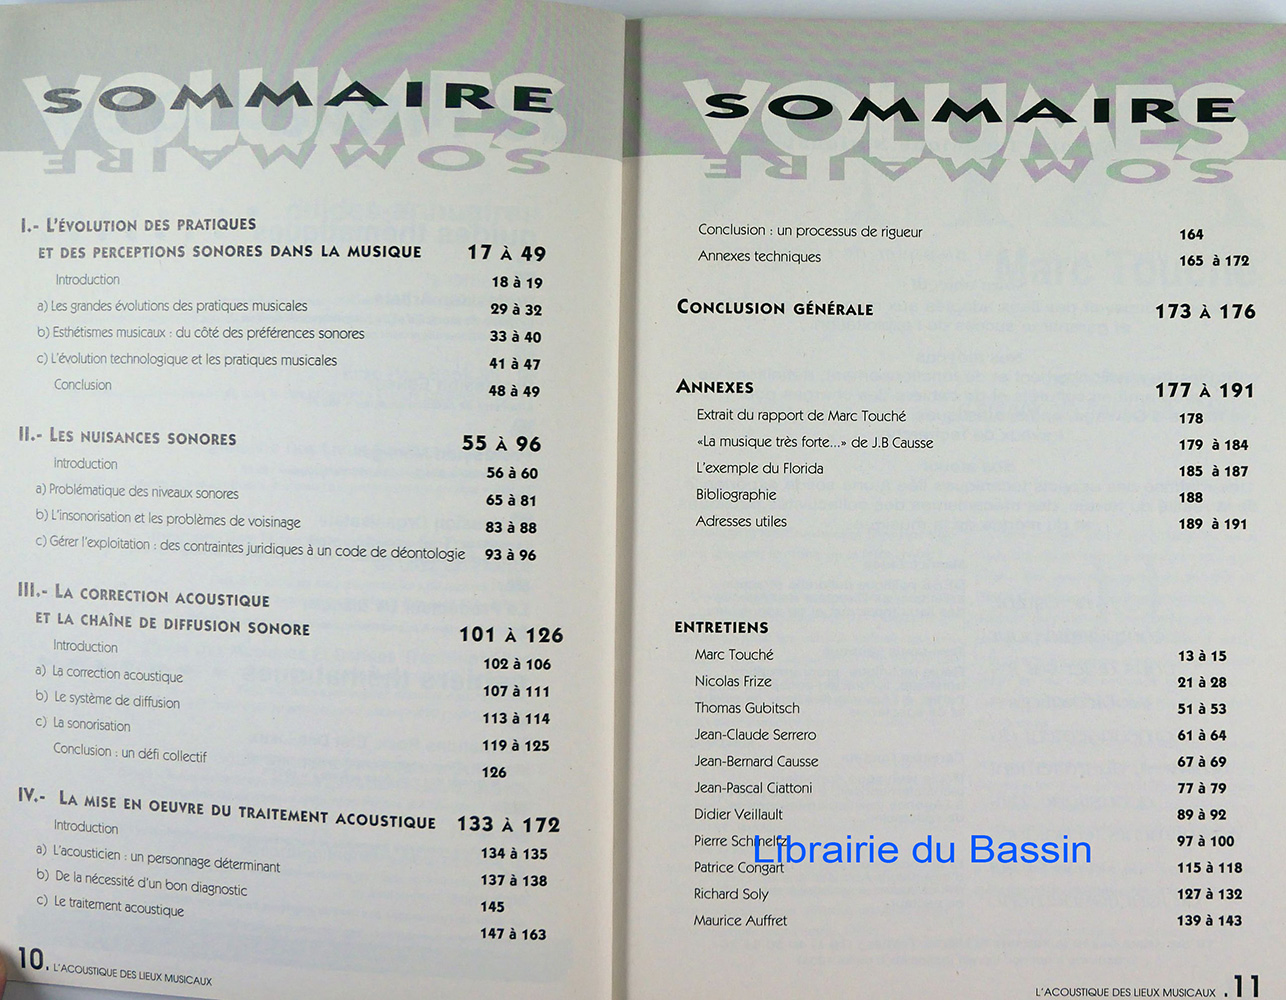 VOLUMES
SOMMAIRE
SOMMAIRE
I.- L'ÉVOLUTION DES PRATIQUES
ET DES PERCEPTIONS SONORES DANS LA MUSIQUE 17 À 49
Introduction 18 à 19
a) Les grandes évolutions des pratiques musicales 29 à 32
b) Esthétismes musicaux : du côté des préférences sonores 33 à 40
c) L'évolution technologique et les pratiques musicales 41 à 47
Conclusion 48 à 49
II.- LES NUISANCES SONORES 55 À 96
Introduction 56 à 60
a) Problématique des niveaux sonores 65 à 81
b) L'insonorisation et les problèmes de voisinage 83 à 88
c) Gérer l'exploitation : des contraintes juridiques à un code de déontologie 93 à 96
III.- LA CORRECTION ACOUSTIQUE
ET LA CHAÎNE DE DIFFUSION SONORE 101 À 126
Introduction 102 à 106
a) La correction acoustique 107 à 111
b) Le système de diffusion 113 à 114
c) La sonorisation 119 à 125
Conclusion : un défi collectif 126
IV.- LA MISE EN OEUVRE DU TRAITEMENT ACOUSTIQUE 133 À 172
Introduction 134 à 135
a) L'acousticien : un personnage déterminant 137 à 138
b) De la nécessité d'un bon diagnostic 145
c) Le traitement acoustique 147 à 163
10. L'ACOUSTIQUE DES LIEUX MUSICAUX
VOLUMES
SOMMAIRE
SOMMAIRE
Conclusion : un processus de rigueur 164
Annexes techniques 165 à 172
CONCLUSION GÉNÉRALE 173 À 176
ANNEXES 177 À 191
Extrait du rapport de Marc Touché 178
«La musique très forte...» de J.B Causse 179 à 184
L'exemple du Florida 185 à 187
Bibliographie 188
Adresses utiles 189 à 191
ENTRETIENS
Marc Touché 13 à 15
Nicolas Frize 21 à 28
Thomas Gubitsch 51 à 53
Jean-Claude Serrero 61 à 64
Jean-Bernard Causse 67 à 69
Jean-Pascal Ciattoni 77 à 79
Didier Veillault 89 à 92
Pierre Schmeltz 97 à 100
Librairie du Bassin
Patrice Congart 115 à 118
Richard Soly 127 à 132
Maurice Auffret 139 à 143
L'ACOUSTIQUE DES LIEUX MUSICAUX .11